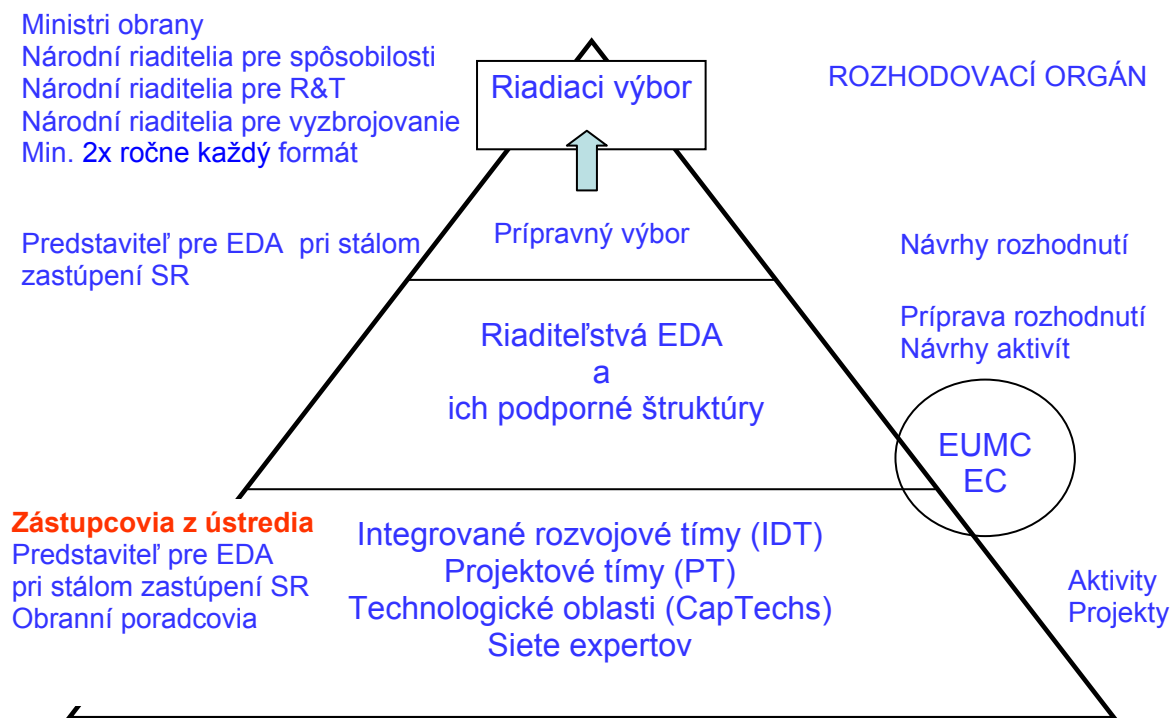 Ministri obrany
Národní riaditelia pre spôsobilosti
Národní riaditelia pre R&T
Národní riaditelia pre vyzbrojovanie
Min. 2x ročne každý formát
Riadiaci výbor
ROZHODOVACÍ ORGÁN
Predstaviteľ pre EDA pri stálom
zastúpení SR
Prípravný výbor
Návrhy rozhodnutí
Riaditeľstvá EDA
a
ich podporné štruktúry
Príprava rozhodnutí
Návrhy aktivít
EUMC
EC
Zástupcovia z ústredia
Predstaviteľ pre EDA
pri stálom zastúpení SR
Obranní poradcovia
Integrované rozvojové tímy (IDT)
Projektové tímy (PT)
Technologické oblasti (CapTechs)
Siete expertov
Aktivity
Projekty